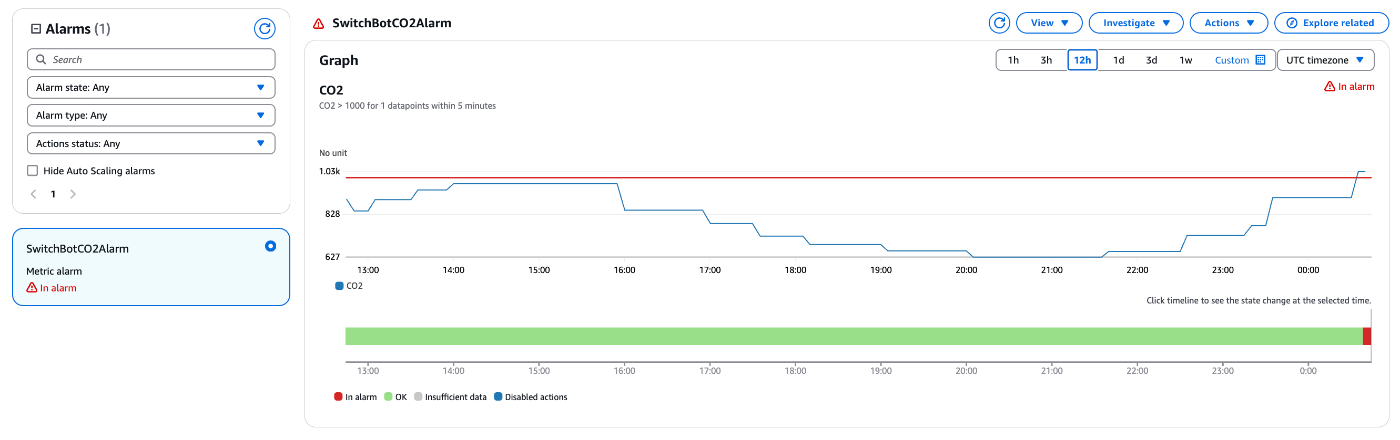 Alarms (1)
Search
Alarm state: Any
Alarm type: Any
Actions status: Any
Hide Auto Scaling alarms
1
SwitchBotCO2Alarm
Metric alarm
In alarm
SwitchBotCO2Alarm
View
Investigate
Actions
Explore related
Graph
1h 3h 12h 1d 3d 1w Custom UTC timezone
CO2
In alarm
CO2 > 1000 for 1 datapoints within 5 minutes
No unit
1.03k
828
627
13:00 14:00 15:00 16:00 17:00 18:00 19:00 20:00 21:00 22:00 23:00 00:00
CO2
Click timeline to see the state change at the selected time.
13:00 14:00 15:00 16:00 17:00 18:00 19:00 20:00 21:00 22:00 23:00 0:00
In alarm OK Insufficient data Disabled actions